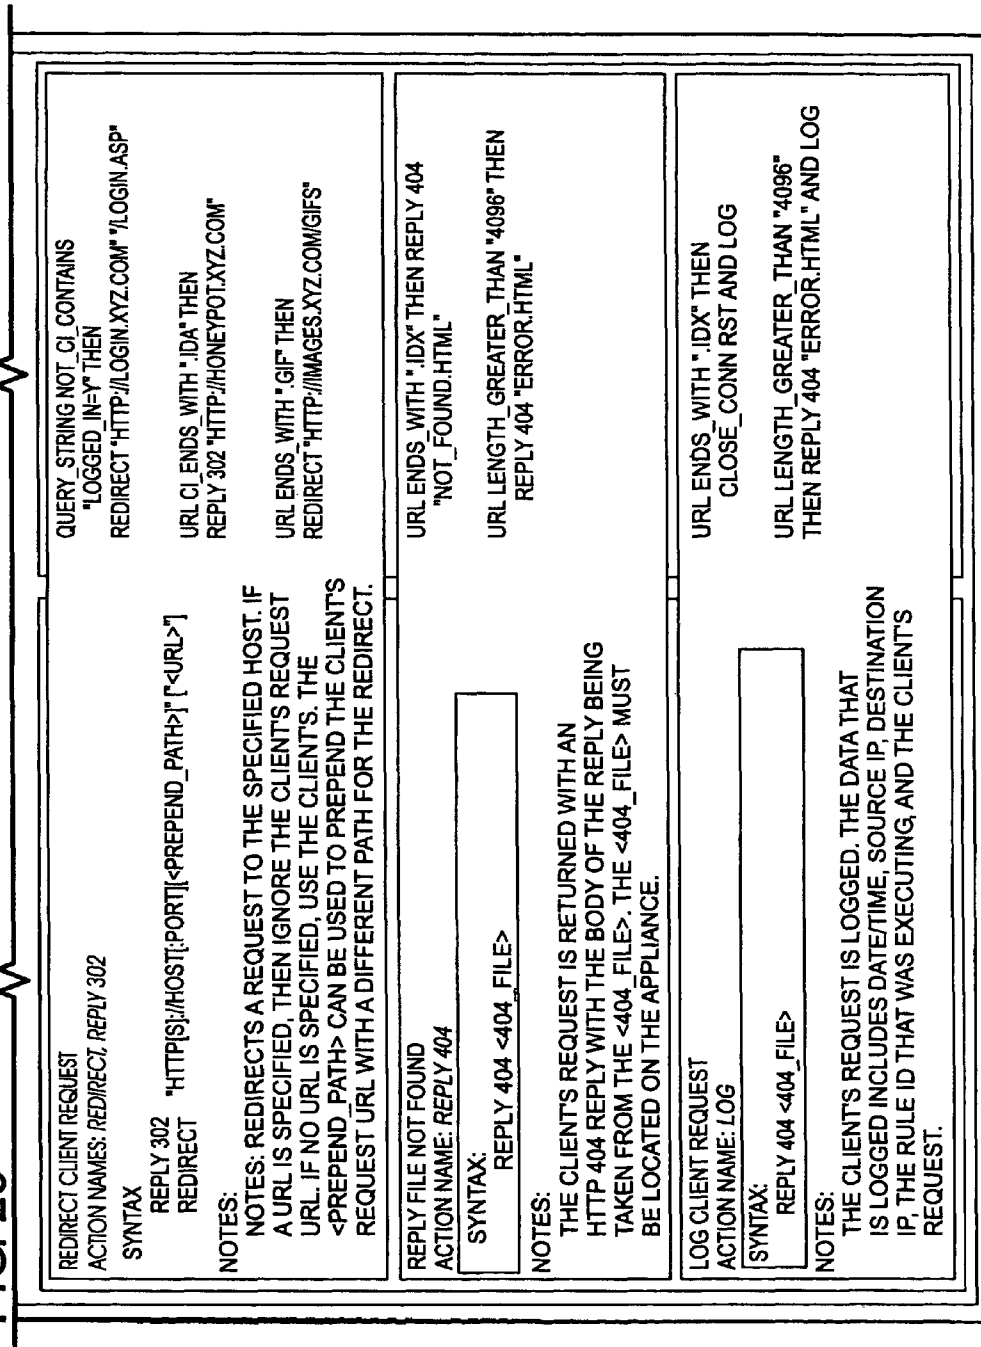 REDIRECT CLIENT REQUEST
ACTION NAMES: REDIRECT, REPLY 302
SYNTAX
REPLY 302
REDIRECT
"HTTP[S]://HOST[:PORT][<PREPEND_PATH>]" ["<URL>"]
NOTES:
NOTES: REDIRECTS A REQUEST TO THE SPECIFIED HOST. IF
A URL IS SPECIFIED, THEN IGNORE THE CLIENT'S REQUEST
URL. IF NO URL IS SPECIFIED, USE THE CLIENT'S. THE
<PREPEND_PATH> CAN BE USED TO PREPEND THE CLIENT'S
REQUEST URL WITH A DIFFERENT PATH FOR THE REDIRECT.
QUERY_STRING NOT_CI_CONTAINS
"LOGGED_IN=Y" THEN
REDIRECT "HTTP://LOGIN.XYZ.COM" "/LOGIN.ASP"
URL CI_ENDS_WITH ".IDA" THEN
REPLY 302 "HTTP://HONEYPOT.XYZ.COM"
URL ENDS_WITH ".GIF" THEN
REDIRECT "HTTP://IMAGES.XYZ.COM/GIFS"
REPLY FILE NOT FOUND
ACTION NAME: REPLY 404
SYNTAX:
REPLY 404 <404_FILE>
NOTES:
THE CLIENT'S REQUEST IS RETURNED WITH AN
HTTP 404 REPLY WITH THE BODY OF THE REPLY BEING
TAKEN FROM THE <404_FILE>. THE <404_FILE> MUST
BE LOCATED ON THE APPLIANCE.
URL ENDS_WITH ".IDX" THEN REPLY 404
"NOT_FOUND.HTML"
URL LENGTH_GREATER_THAN "4096" THEN
REPLY 404 "ERROR.HTML"
LOG CLIENT REQUEST
ACTION NAME: LOG
SYNTAX:
REPLY 404 <404_FILE>
NOTES:
THE CLIENT'S REQUEST IS LOGGED. THE DATA THAT
IS LOGGED INCLUDES DATE/TIME, SOURCE IP, DESTINATION
IP, THE RULE ID THAT WAS EXECUTING, AND THE CLIENT'S
REQUEST.
URL ENDS_WITH ".IDX" THEN
CLOSE_CONN RST AND LOG
URL LENGTH_GREATER_THAN "4096"
THEN REPLY 404 "ERROR.HTML" AND LOG